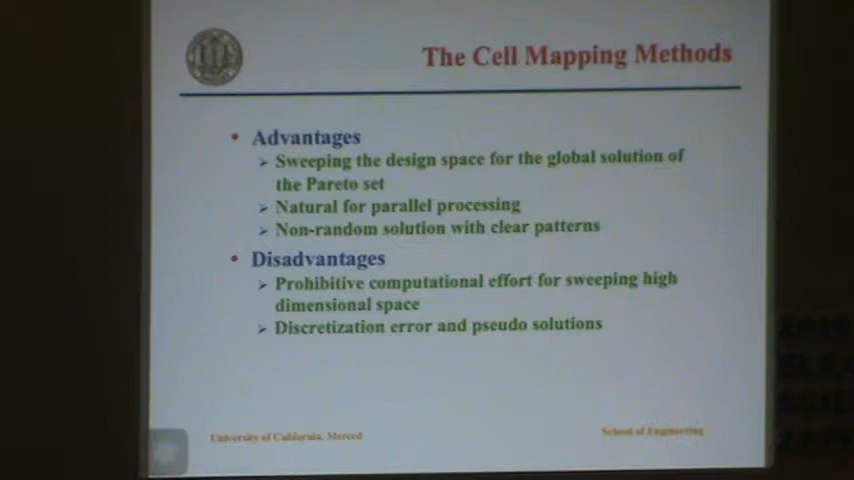 The Cell Mapping Methods
• Advantages
➢ Sweeping the design space for the global solution of
the Pareto set
➢ Natural for parallel processing
➢ Non-random solution with clear patterns
• Disadvantages
➢ Prohibitive computational effort for sweeping high
dimensional space
➢ Discretization error and pseudo solutions
University of California, Merced
School of Engineering